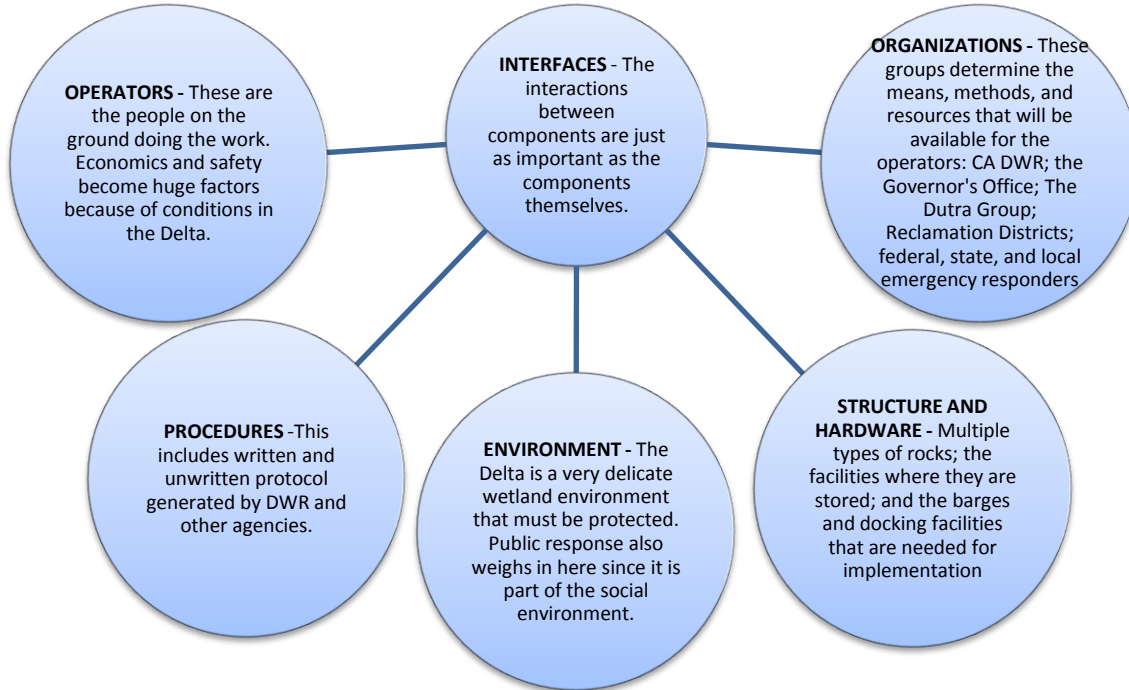 OPERATORS - These are
the people on the
ground doing the work.
Economics and safety
become huge factors
because of conditions in
the Delta.
INTERFACES - The
interactions
between
components are just
as important as the
components
themselves.
ORGANIZATIONS - These
groups determine the
means, methods, and
resources that will be
available for the
operators: CA DWR; the
Governor's Office; The
Dutra Group;
Reclamation Districts;
federal, state, and local
emergency responders
PROCEDURES -This
includes written and
unwritten protocol
generated by DWR and
other agencies.
ENVIRONMENT - The
Delta is a very delicate
wetland environment
that must be protected.
Public response also
weighs in here since it is
part of the social
environment.
STRUCTURE AND
HARDWARE - Multiple
types of rocks; the
facilities where they are
stored; and the barges
and docking facilities
that are needed for
implementation